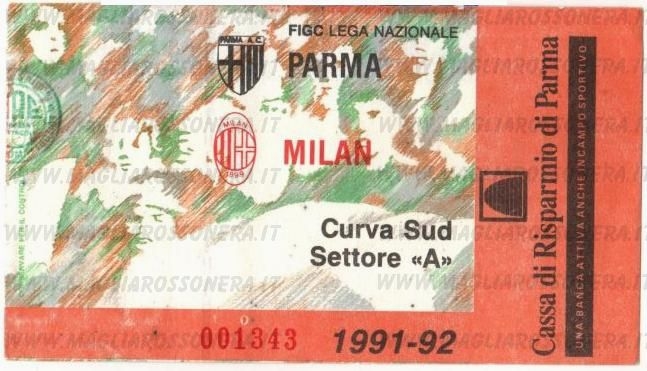 FIGC LEGA NAZIONALE
PARMA A.C.
PARMA
MILAN
1899
MILAN
Curva Sud
Settore «A»
001343
1991-92
Cassa di Risparmio di Parma
UNA BANCA ATTIVA ANCHE IN CAMPO SPORTIVO.
WWW.MAGLIAROSSONERA.IT